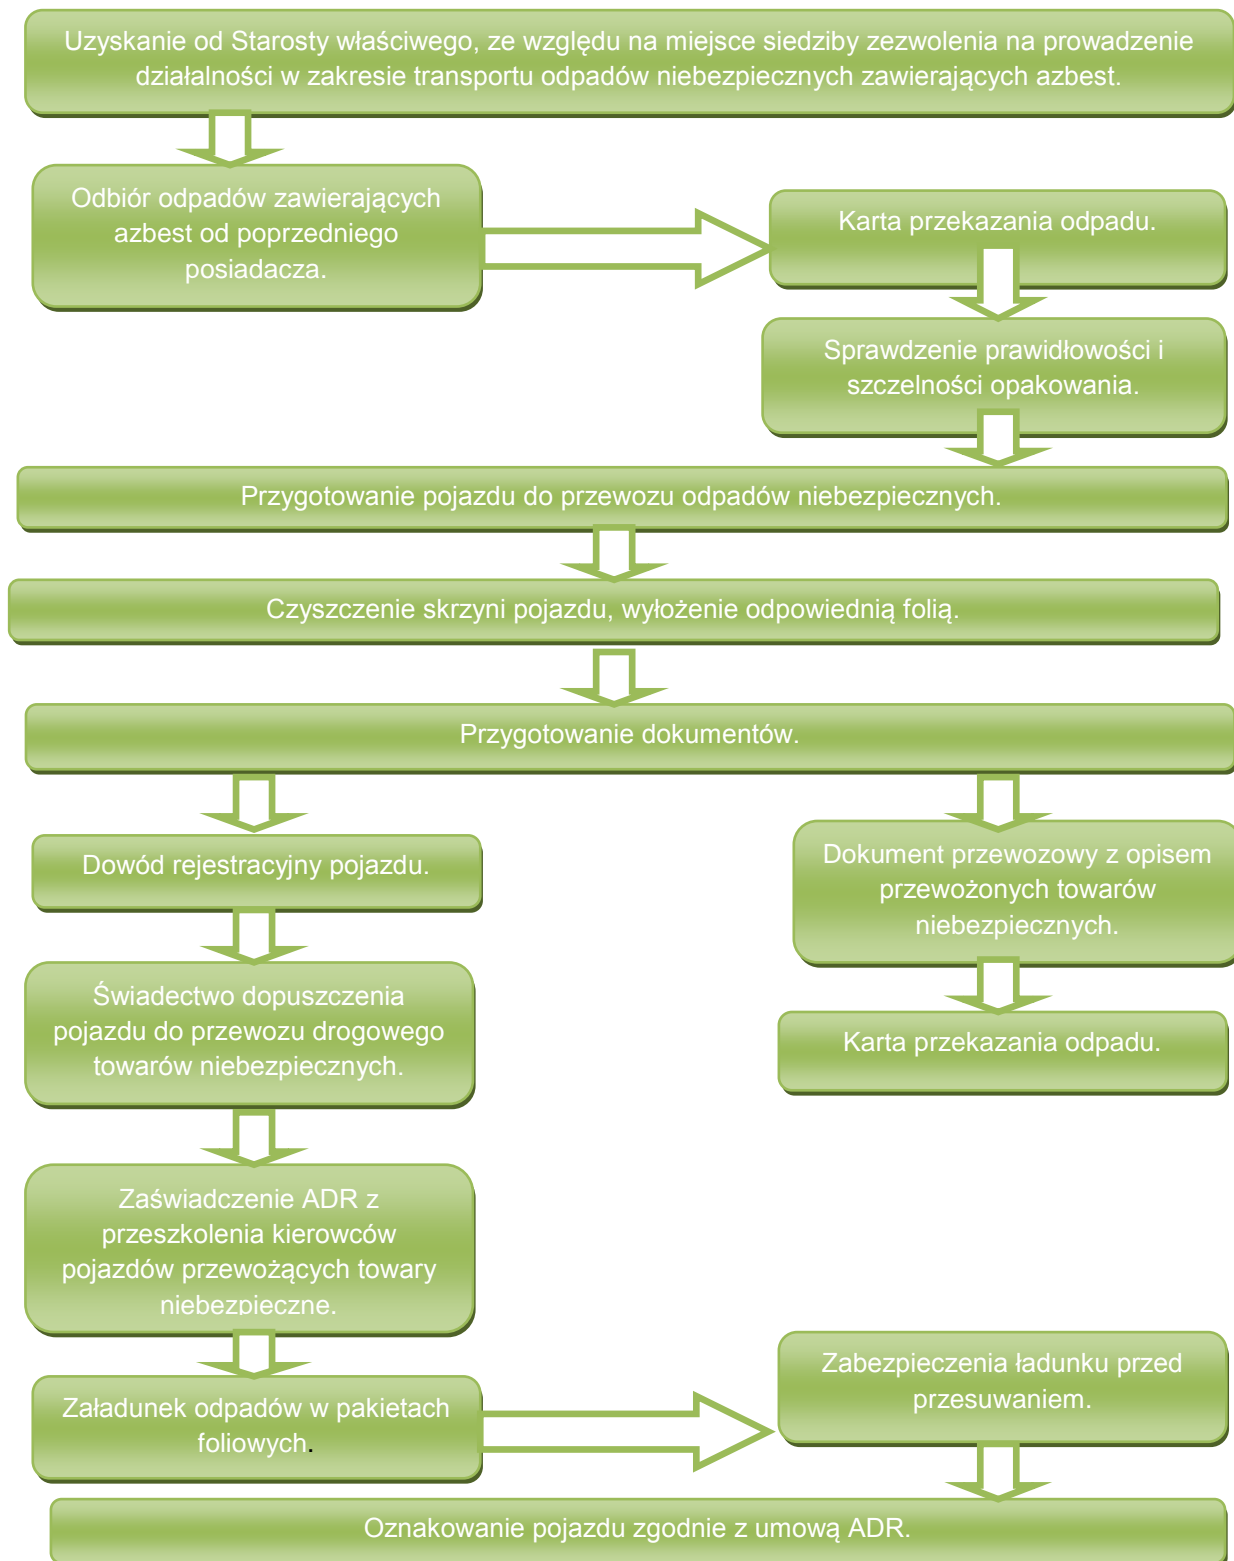 Uzyskanie od Starosty właściwego, ze względu na miejsce siedziby zezwolenia na prowadzenie
działalności w zakresie transportu odpadów niebezpiecznych zawierających azbest.
Odbiór odpadów zawierających
azbest od poprzedniego
posiadacza.
Karta przekazania odpadu.
Sprawdzenie prawidłowości i
szczelności opakowania.
Przygotowanie pojazdu do przewozu odpadów niebezpiecznych.
Czyszczenie skrzyni pojazdu, wyłożenie odpowiednią folią.
Przygotowanie dokumentów.
Dowód rejestracyjny pojazdu.
Świadectwo dopuszczenia
pojazdu do przewozu drogowego
towarów niebezpiecznych.
Zaświadczenie ADR z
przeszkolenia kierowców
pojazdów przewożących towary
niebezpieczne.
Dokument przewozowy z opisem
przewożonych towarów
niebezpiecznych.
Karta przekazania odpadu.
Załadunek odpadów w pakietach
foliowych.
Zabezpieczenia ładunku przed
przesuwaniem.
Oznakowanie pojazdu zgodnie z umową ADR.